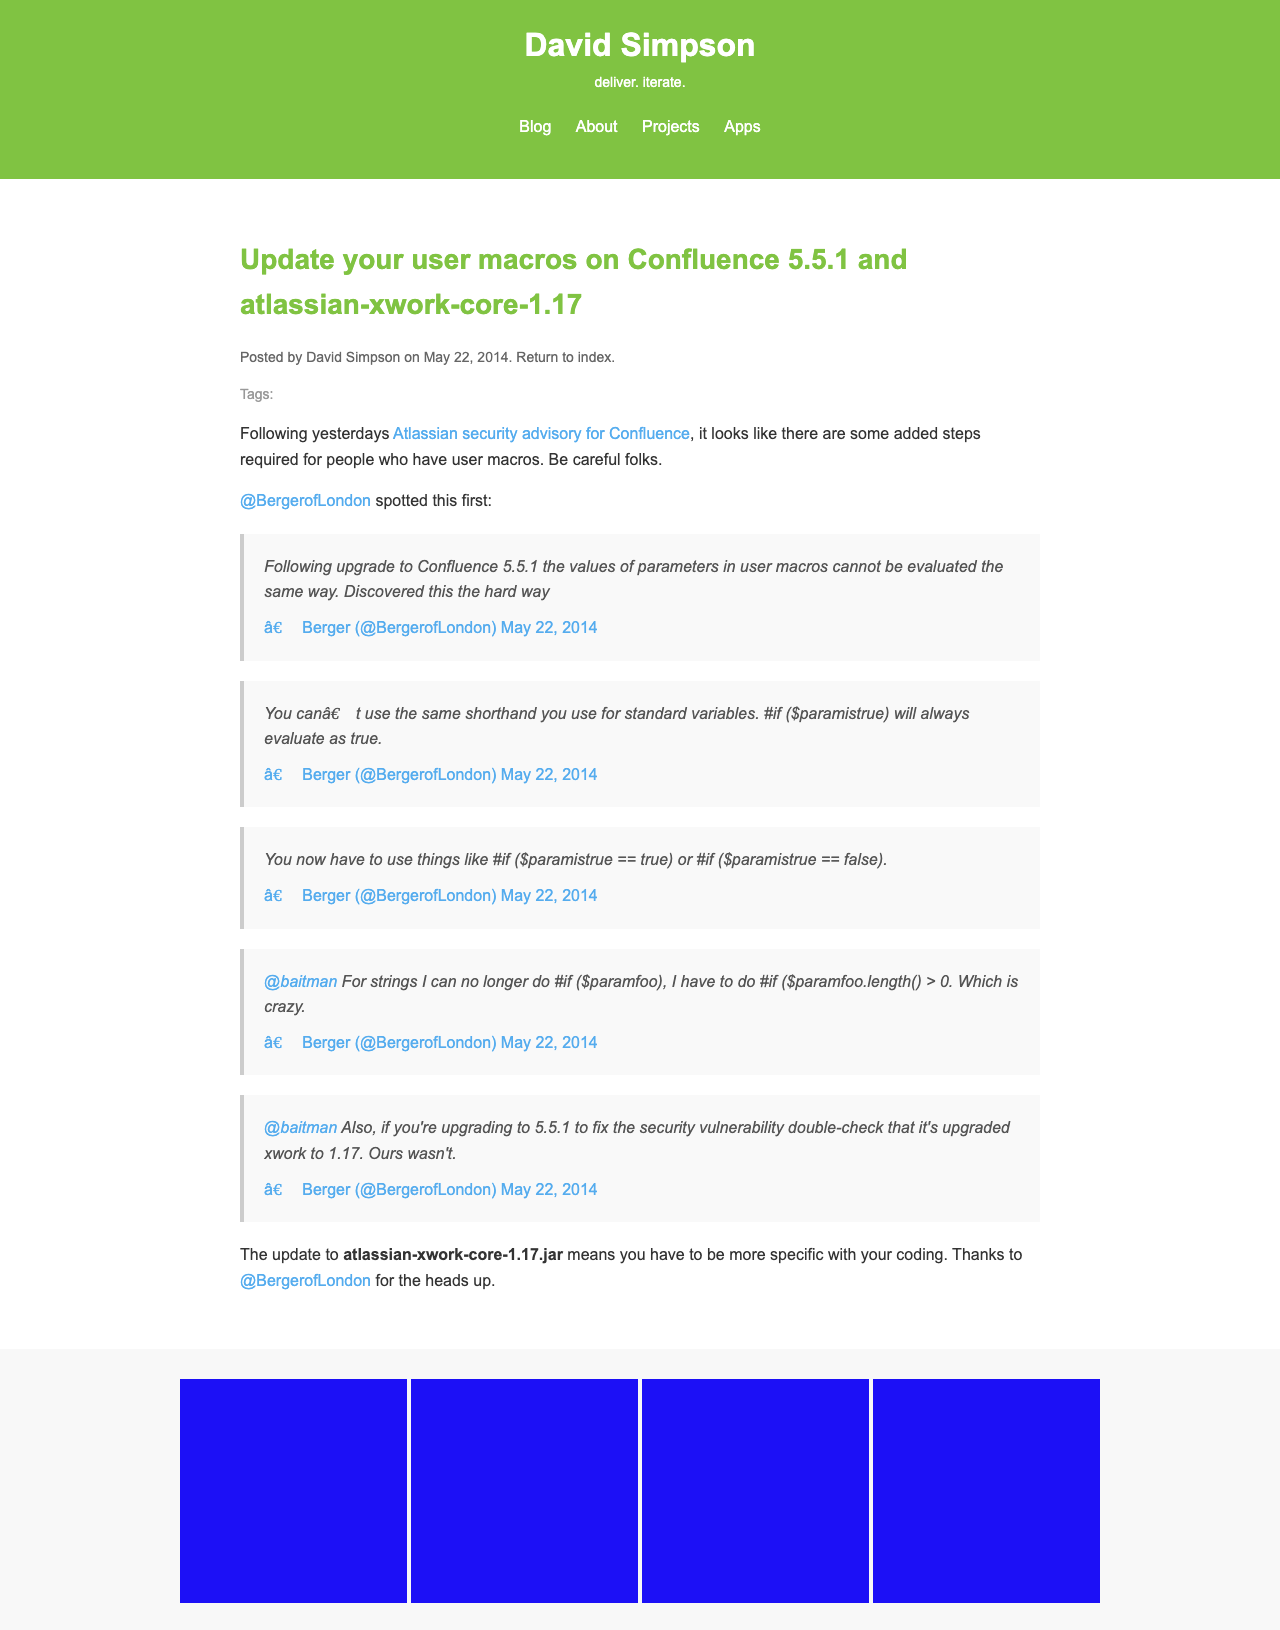 David Simpson
deliver. iterate.
Blog About Projects Apps
Update your user macros on Confluence 5.5.1 and
atlassian-xwork-core-1.17
Posted by David Simpson on May 22, 2014. Return to index.
Tags:
Following yesterdays Atlassian security advisory for Confluence, it looks like there are some added steps
required for people who have user macros. Be careful folks.
@BergerofLondon spotted this first:
Following upgrade to Confluence 5.5.1 the values of parameters in user macros cannot be evaluated the
same way. Discovered this the hard way
â€ Berger (@BergerofLondon) May 22, 2014
You canâ€ t use the same shorthand you use for standard variables. #if ($paramistrue) will always
evaluate as true.
â€ Berger (@BergerofLondon) May 22, 2014
You now have to use things like #if ($paramistrue == true) or #if ($paramistrue == false).
â€ Berger (@BergerofLondon) May 22, 2014
@baitman For strings I can no longer do #if ($paramfoo), I have to do #if ($paramfoo.length() > 0. Which is
crazy.
â€ Berger (@BergerofLondon) May 22, 2014
@baitman Also, if you're upgrading to 5.5.1 to fix the security vulnerability double-check that it's upgraded
xwork to 1.17. Ours wasn't.
â€ Berger (@BergerofLondon) May 22, 2014
The update to atlassian-xwork-core-1.17.jar means you have to be more specific with your coding. Thanks to
@BergerofLondon for the heads up.